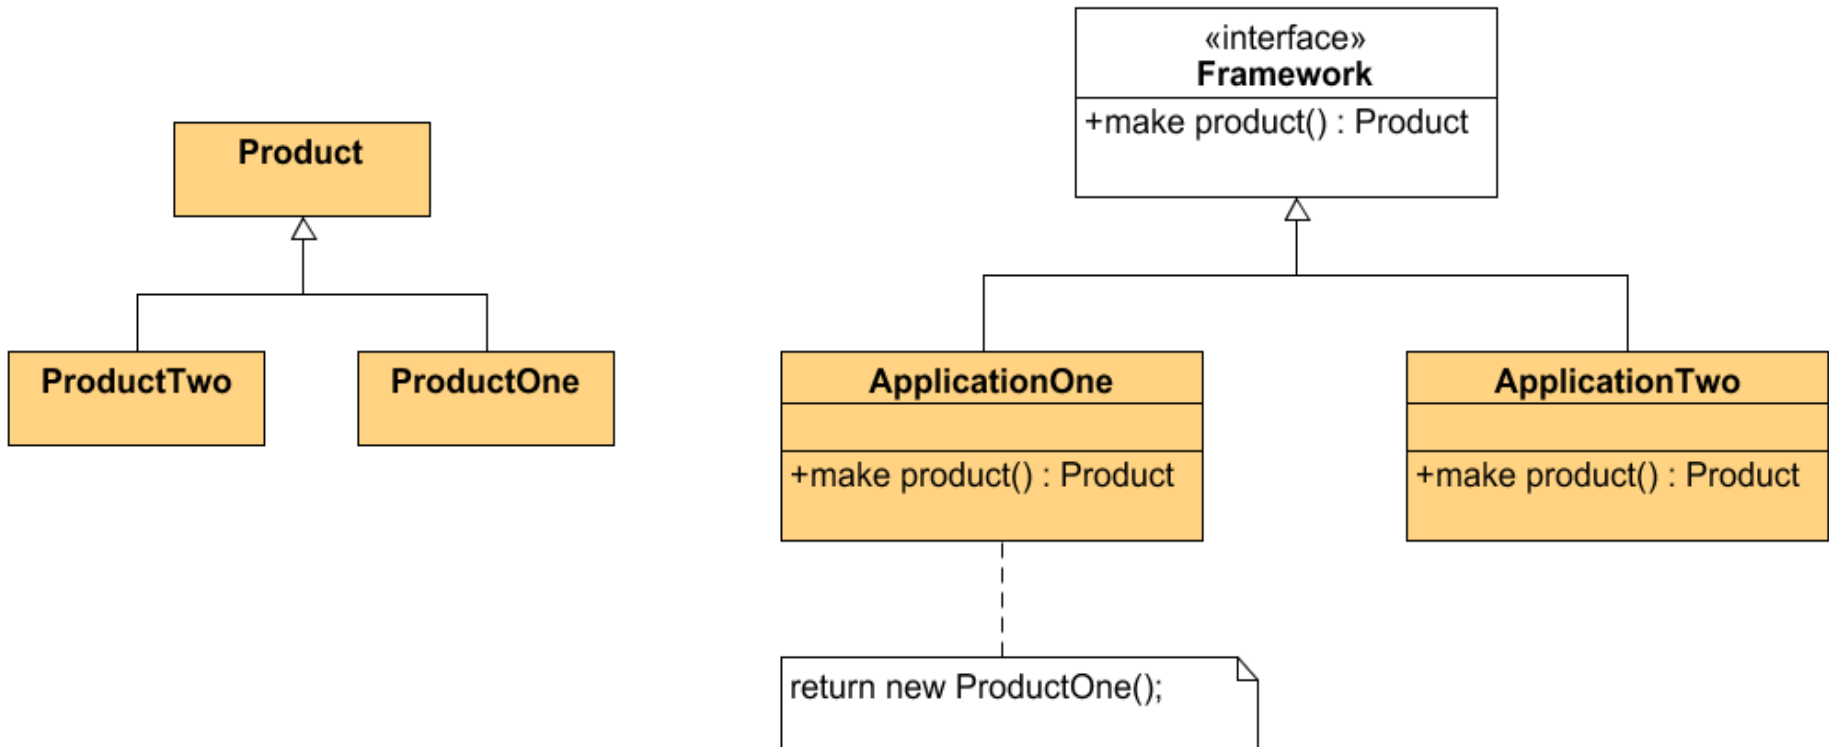 «interface»
Framework
+make product() : Product
Product
ProductTwo
ProductOne
ApplicationOne
+make product() : Product
ApplicationTwo
+make product() : Product
return new ProductOne();